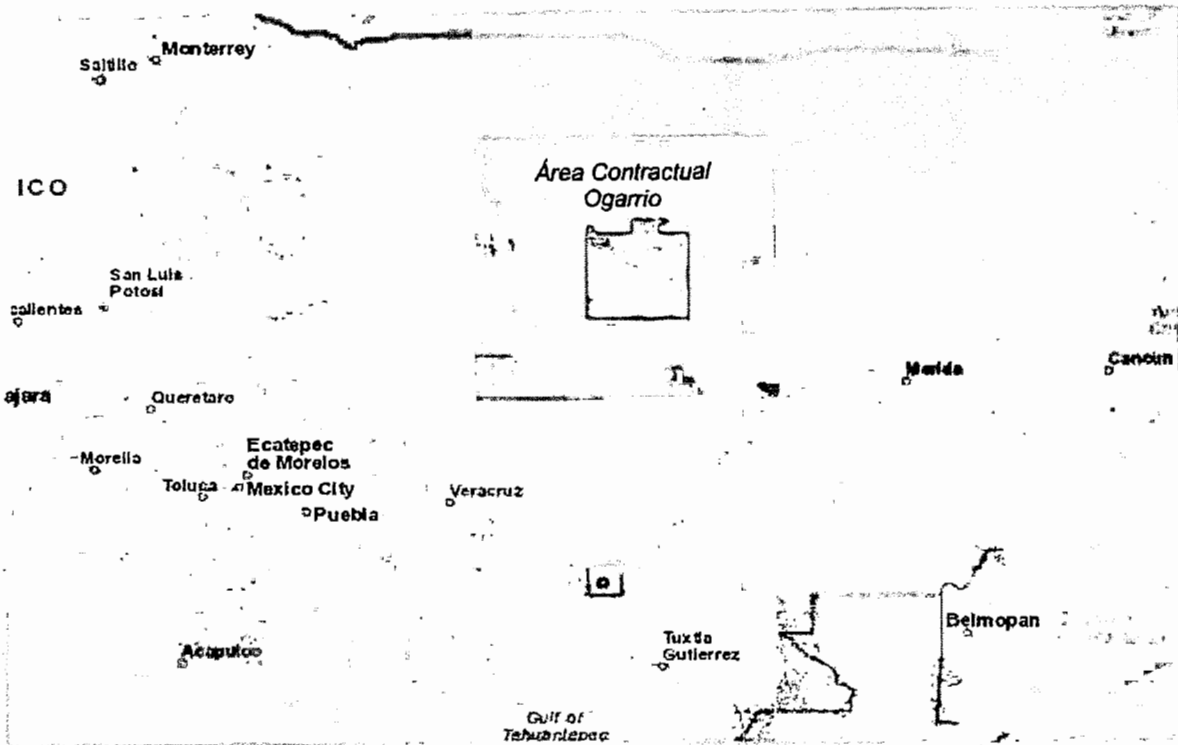 Monterrey
Saltillo
Área Contractual
Ogarrio
ICO
San Luis
Potosi
calientes
Merida
Cancun
ajara
Queretaro
Ecatepec
de Morelos
Morelia
Toluca
Mexico City
Veracruz
Puebla
Belmopan
Tuxtla
Gutierrez
Acapulco
Gulf of
Tehuantepec